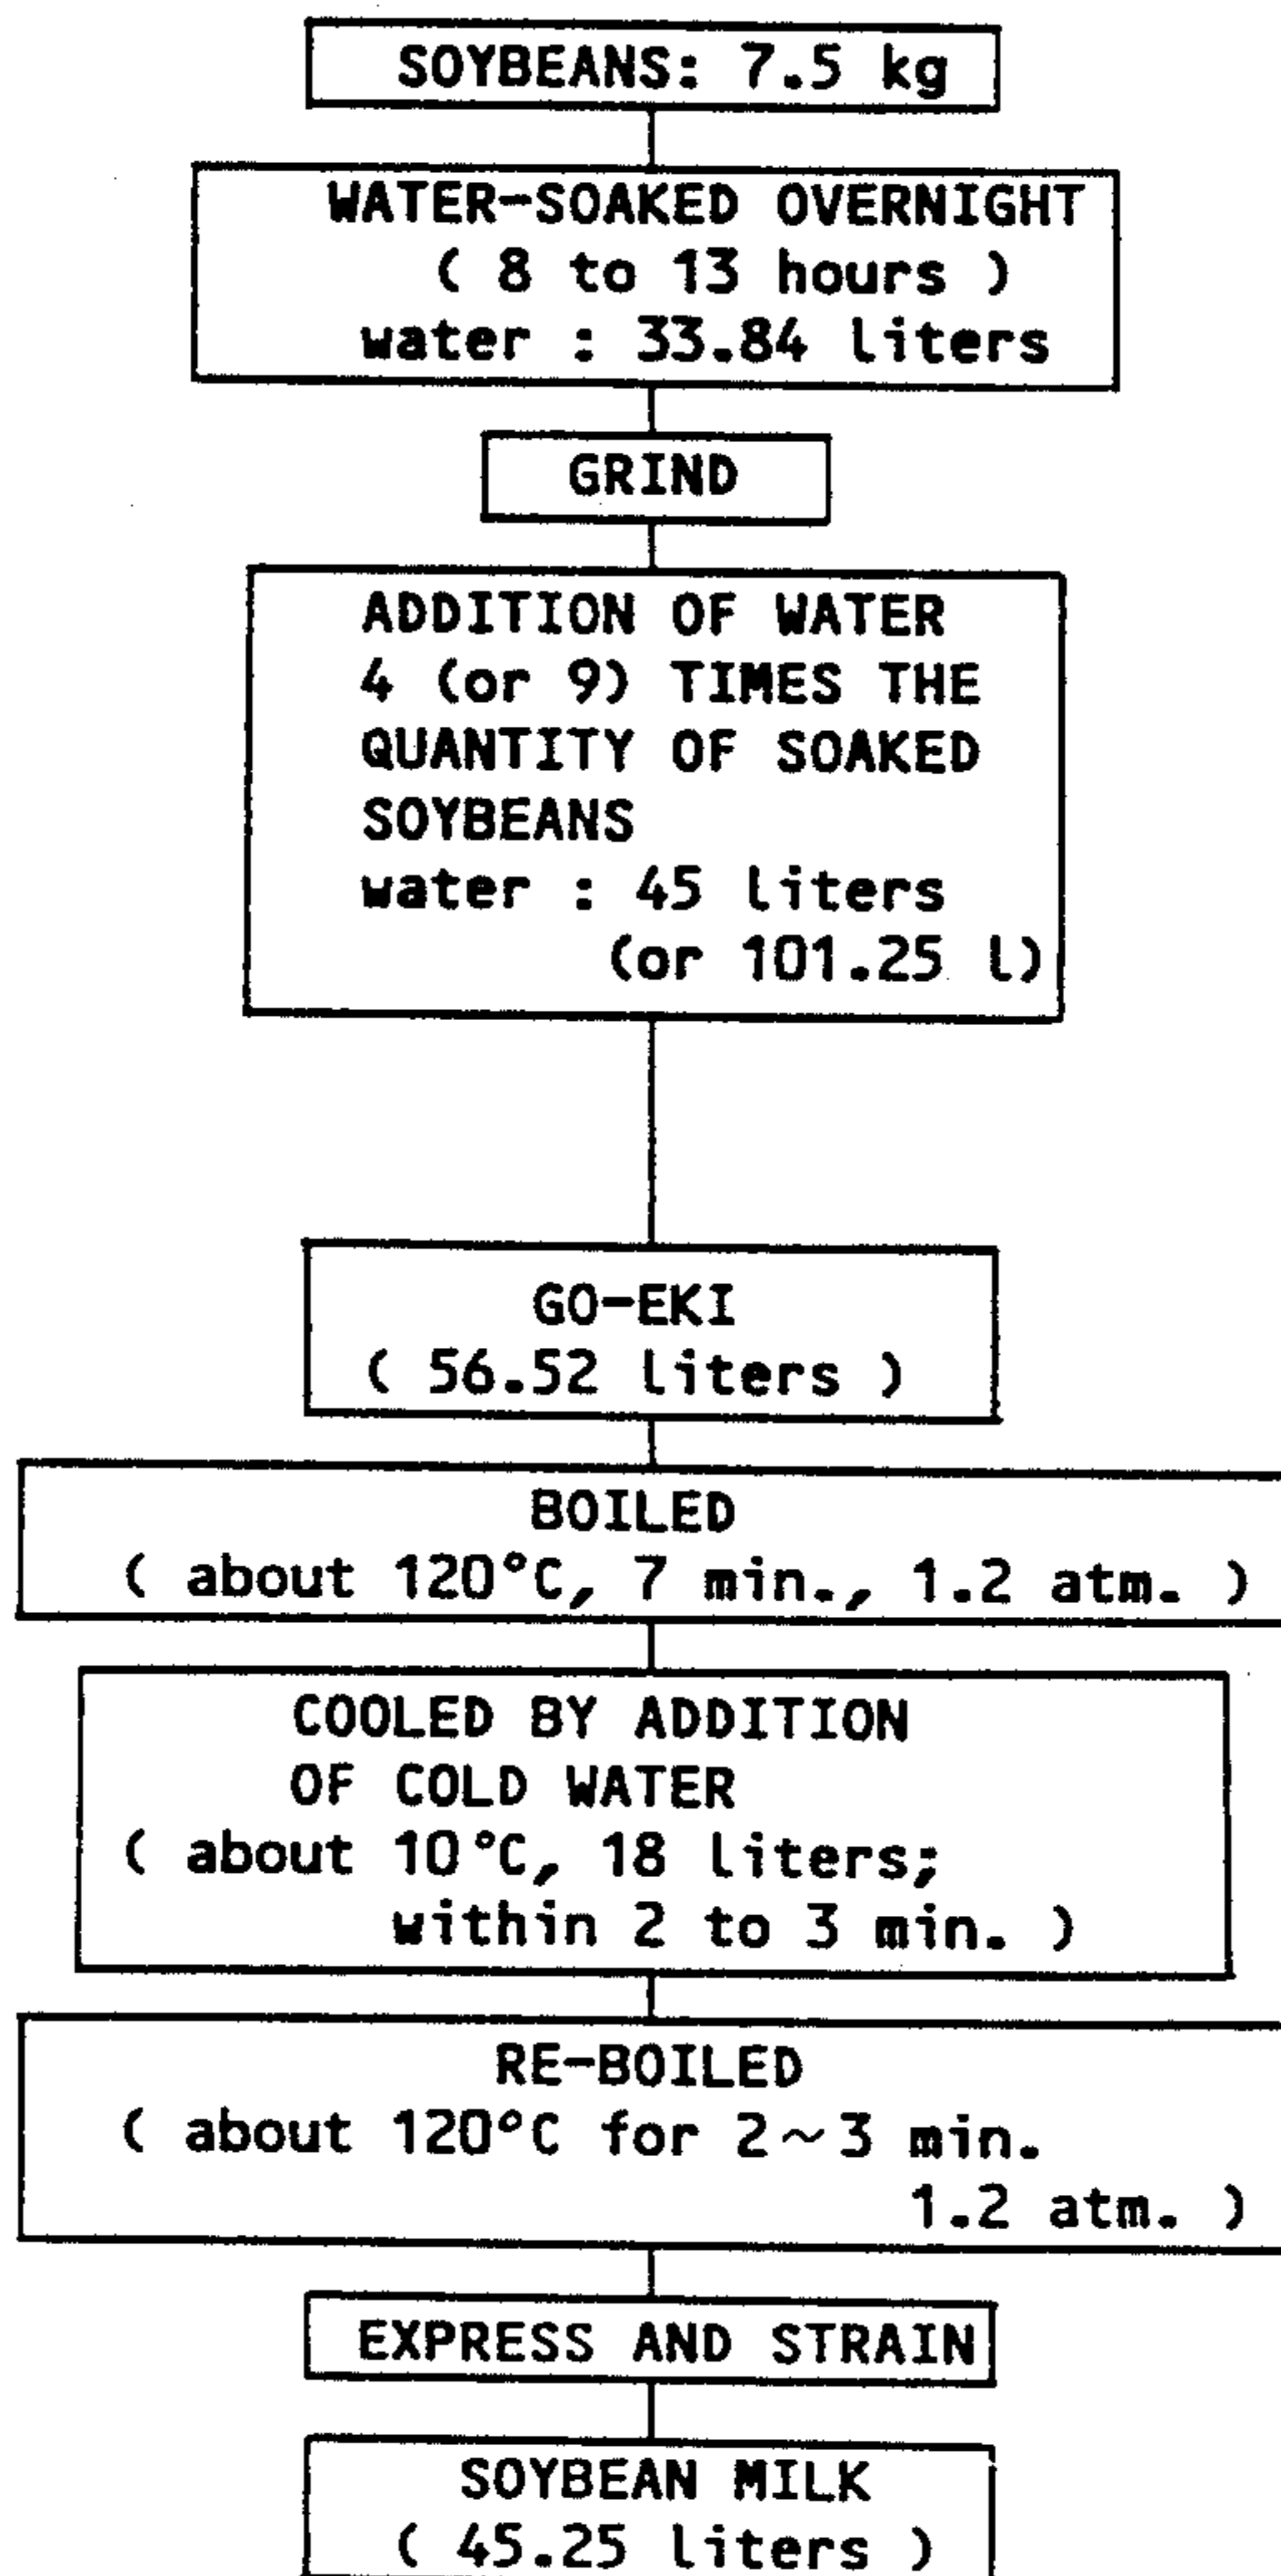 SOYBEANS: 7.5 kg
WATER-SOAKED OVERNIGHT
( 8 to 13 hours )
water : 33.84 liters
GRIND
ADDITION OF WATER
4 (or 9) TIMES THE
QUANTITY OF SOAKED
SOYBEANS
water : 45 liters
(or 101.25 l)
GO-EKI
( 56.52 liters )
BOILED
( about 120°C, 7 min., 1.2 atm. )
COOLED BY ADDITION
OF COLD WATER
( about 10°C, 18 liters;
within 2 to 3 min. )
RE-BOILED
( about 120°C for 2~3 min.
1.2 atm. )
EXPRESS AND STRAIN
SOYBEAN MILK
( 45.25 liters )